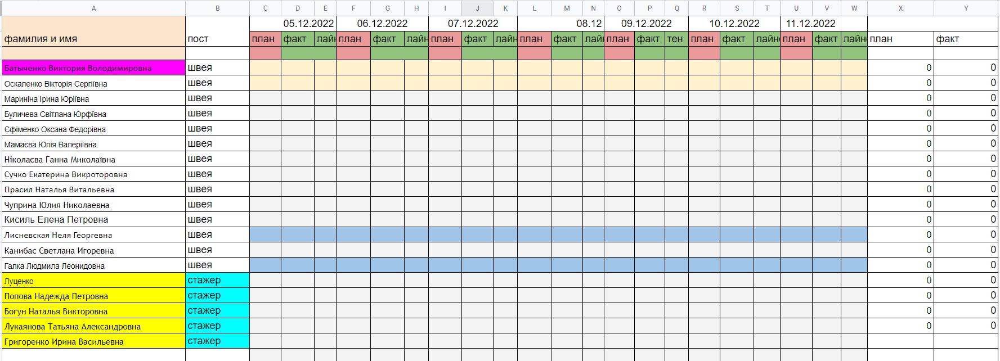 A B C D E F G H I J K L M N O P Q R S T U V W X Y
05.12.2022 06.12.2022 07.12.2022 08.12 09.12.2022 10.12.2022 11.12.2022
фамилия и имя пост план факт лайн план факт лайн план факт лайн план факт лайн план факт тен план факт лайн план факт лайн план факт
Батыченко Виктория Володимировна швея 0 0
Оскаленко Вікторія Сергіївна швея 0 0
Мариніна Ірина Юріївна швея 0 0
Буличева Світлана Юрфівна швея 0 0
Єфіменко Оксана Федорівна швея 0 0
Мамаєва Юлія Валеріївна швея 0 0
Ніколаєва Ганна Миколаївна швея 0 0
Сучко Екатерина Викроторовна швея 0 0
Прасил Наталья Витальевна швея 0 0
Чуприна Юлия Николаевна швея 0 0
Кисиль Елена Петровна швея 0 0
Лисневская Неля Георгевна швея 0 0
Канибас Светлана Игоревна швея 0 0
Галка Людмила Леонидовна швея 0 0
Луценко стажер 0 0
Попова Надежда Петровна стажер 0 0
Богун Наталья Викторовна стажер 0 0
Лукаянова Татьяна Александровна стажер 0 0
Григоренко Ирина Васильевна стажер